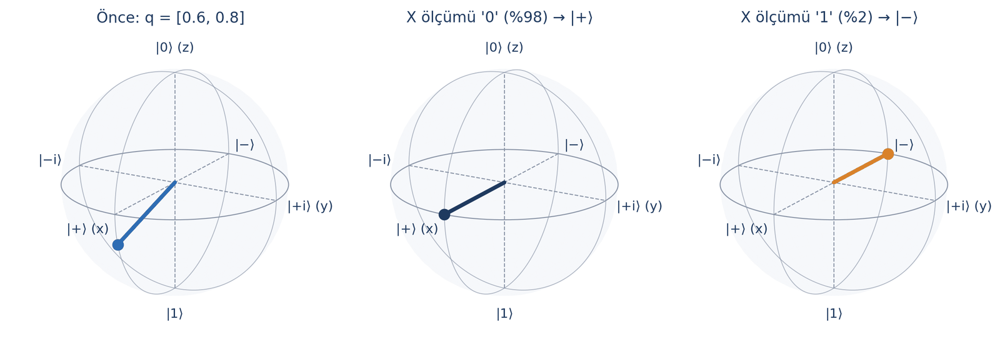 Önce: q = [0.6, 0.8]
|0⟩ (z)
|−i⟩
|−⟩
|+i⟩ (y)
|+⟩ (x)
|1⟩
X ölçümü '0' (%98) → |+⟩
|0⟩ (z)
|−i⟩
|−⟩
|+i⟩ (y)
|+⟩ (x)
|1⟩
X ölçümü '1' (%2) → |−⟩
|0⟩ (z)
|−i⟩
|−⟩
|+i⟩ (y)
|+⟩ (x)
|1⟩